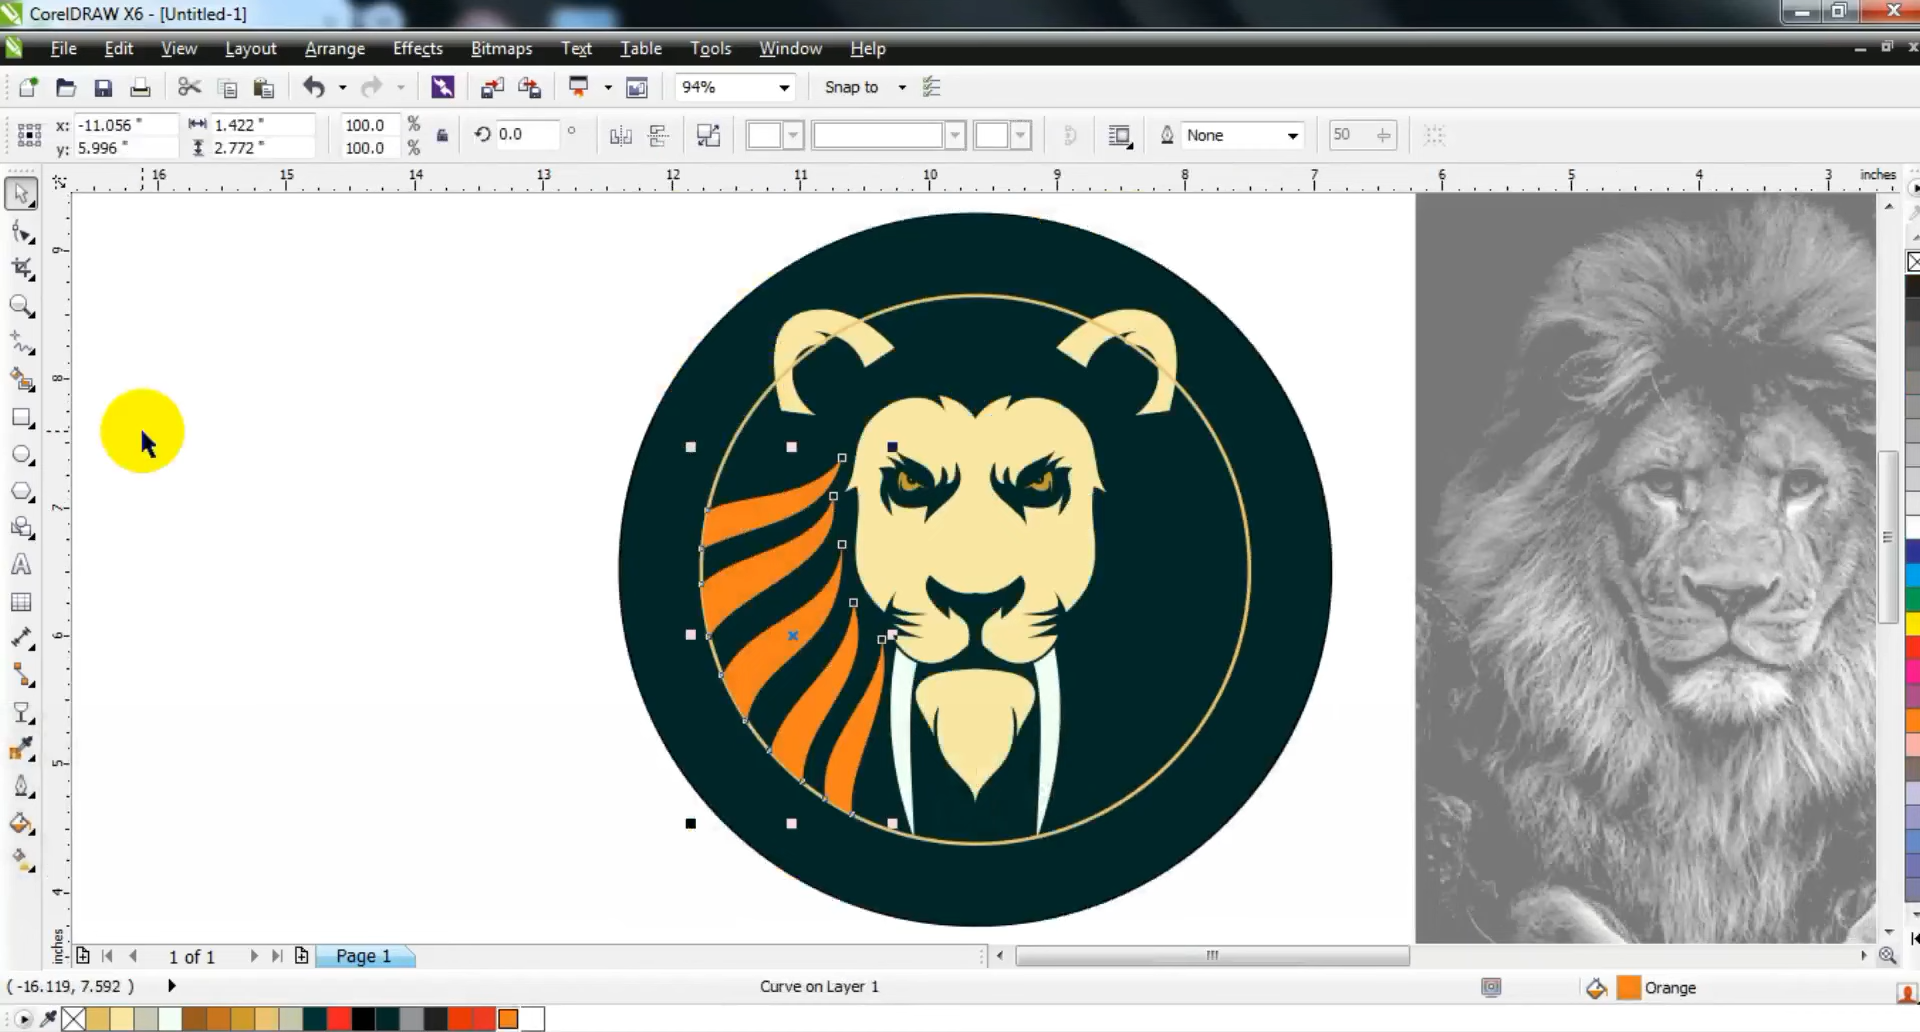 CorelDRAW X6 - [Untitled-1]
File Edit View Layout Arrange Effects Bitmaps Text Table Tools Window Help
94% Snap to
x: -11.056 " 1.422 " 100.0 % 0.0 ° None 50
y: 5.996 " 2.772 " 100.0 %
16 15 14 13 12 11 10 9 8 7 6 5 4 3 inches
9
8
7
6
5
4
inches
1 of 1 Page 1
( -16.119, 7.592 ) Curve on Layer 1 Orange